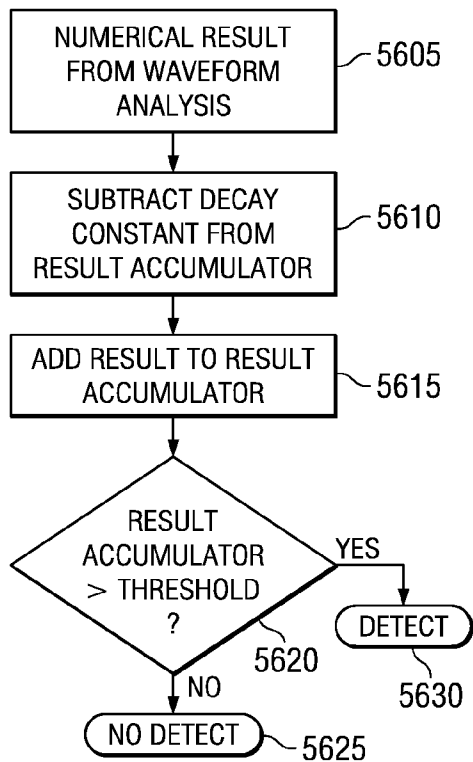 NUMERICAL RESULT
FROM WAVEFORM
ANALYSIS
5605
SUBTRACT DECAY
CONSTANT FROM
RESULT ACCUMULATOR
5610
ADD RESULT TO RESULT
ACCUMULATOR
5615
RESULT
ACCUMULATOR
> THRESHOLD
?
YES
5620
DETECT
5630
NO
NO DETECT
5625